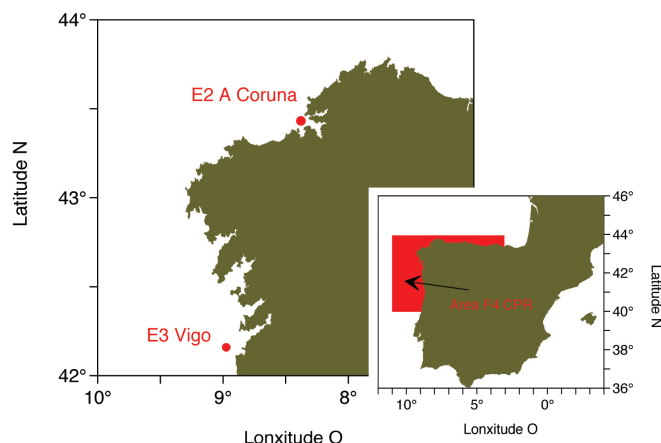 44°
E2 A Coruna
Latitude N
43°
E3 Vigo
42°
10°
9°
8°
Lonxitude O
46°
44°
42°
40°
38°
36°
Latitude N
Area F4 CPR
10°
5°
0°
Lonxitude O